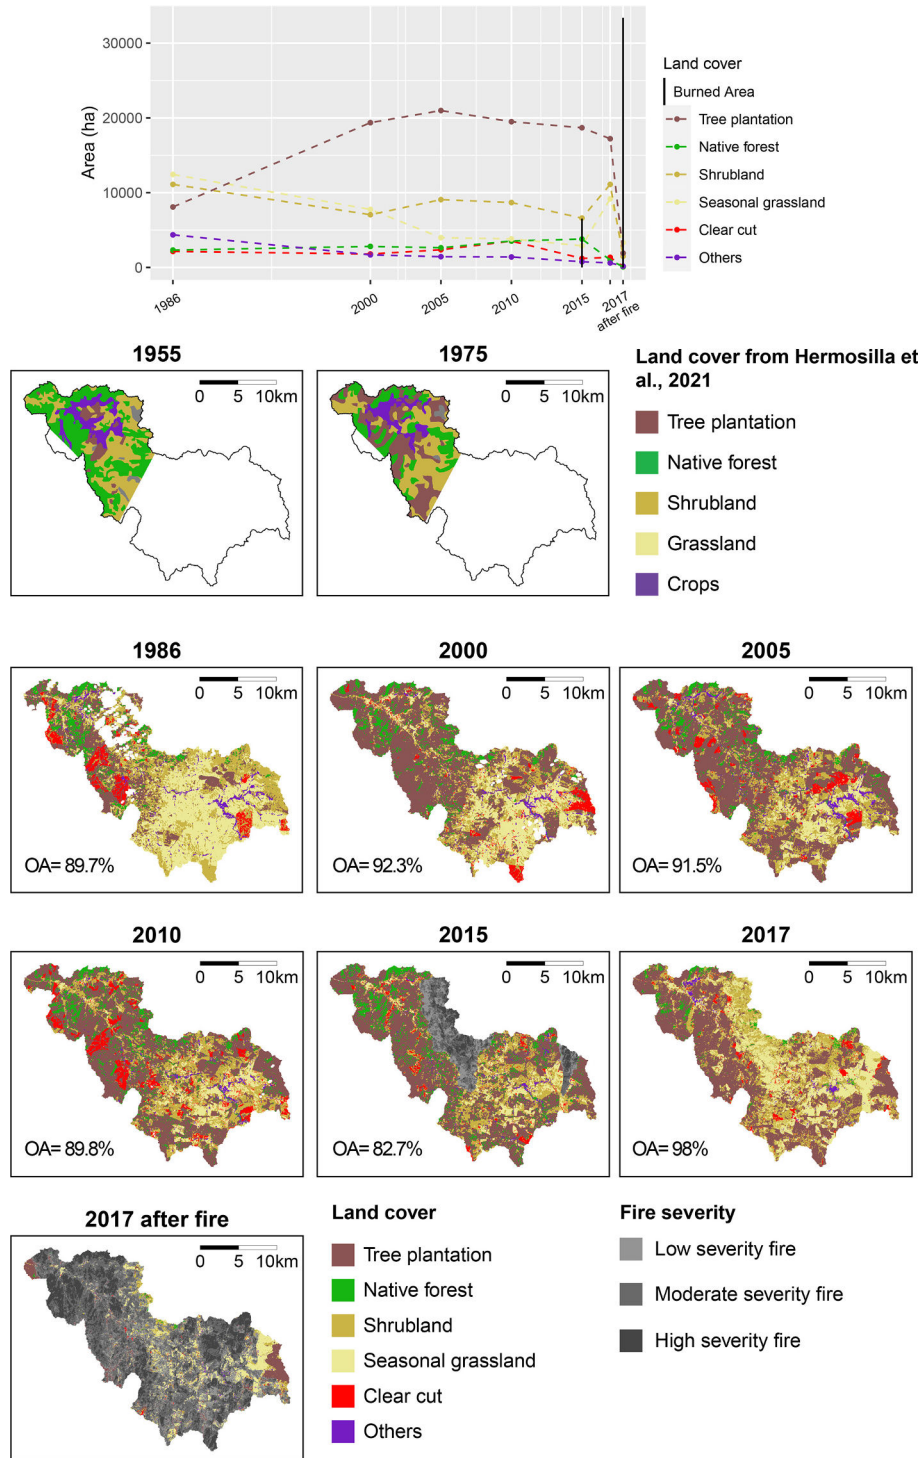 30000
20000
10000
0
Area (ha)
1986
2000
2005
2010
2015
2017
after fire
Land cover
Burned Area
Tree plantation
Native forest
Shrubland
Seasonal grassland
Clear cut
Others
1955
0 5 10km
1975
0 5 10km
Land cover from Hermosilla et
al., 2021
Tree plantation
Native forest
Shrubland
Grassland
Crops
1986
0 5 10km
OA= 89.7%
2000
0 5 10km
OA= 92.3%
2005
0 5 10km
OA= 91.5%
2010
0 5 10km
OA= 89.8%
2015
0 5 10km
OA= 82.7%
2017
0 5 10km
OA= 98%
2017 after fire
0 5 10km
Land cover
Tree plantation
Native forest
Shrubland
Seasonal grassland
Clear cut
Others
Fire severity
Low severity fire
Moderate severity fire
High severity fire